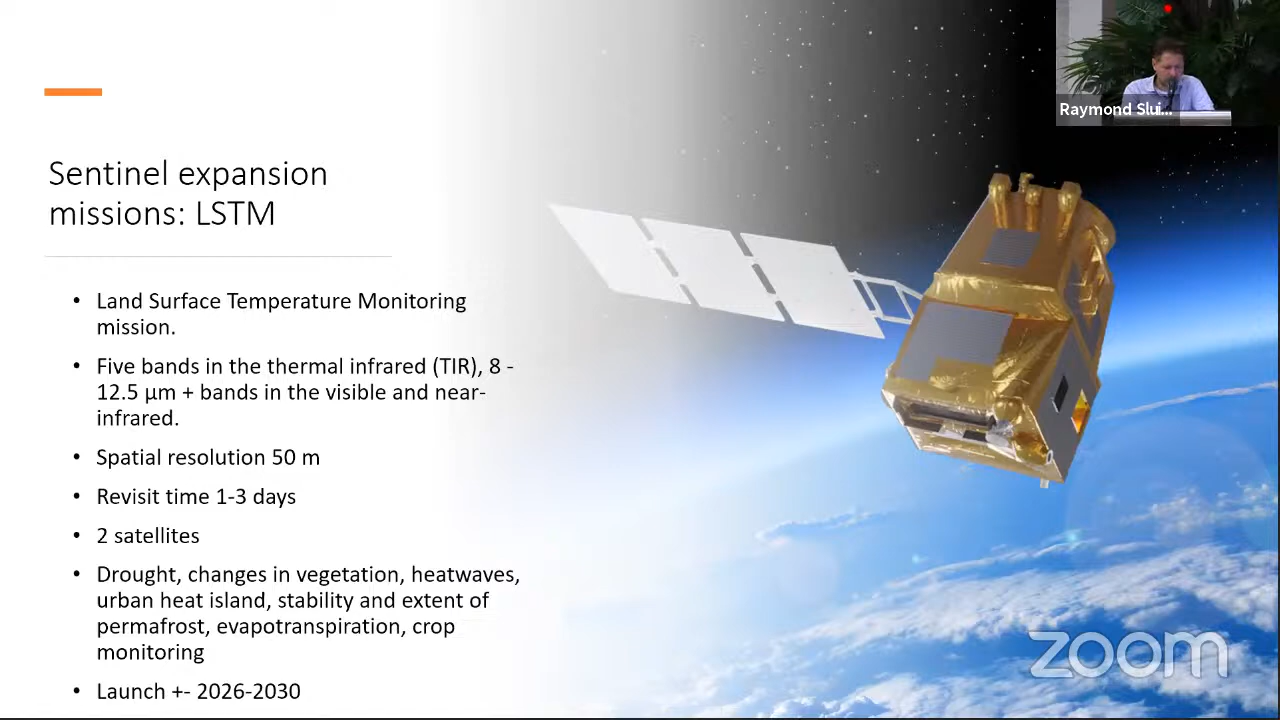 Raymond Slui...
Sentinel expansion
missions: LSTM
• Land Surface Temperature Monitoring
mission.
• Five bands in the thermal infrared (TIR), 8 -
12.5 μm + bands in the visible and near-
infrared.
• Spatial resolution 50 m
• Revisit time 1-3 days
• 2 satellites
• Drought, changes in vegetation, heatwaves,
urban heat island, stability and extent of
permafrost, evapotranspiration, crop
monitoring
• Launch +- 2026-2030
zoom